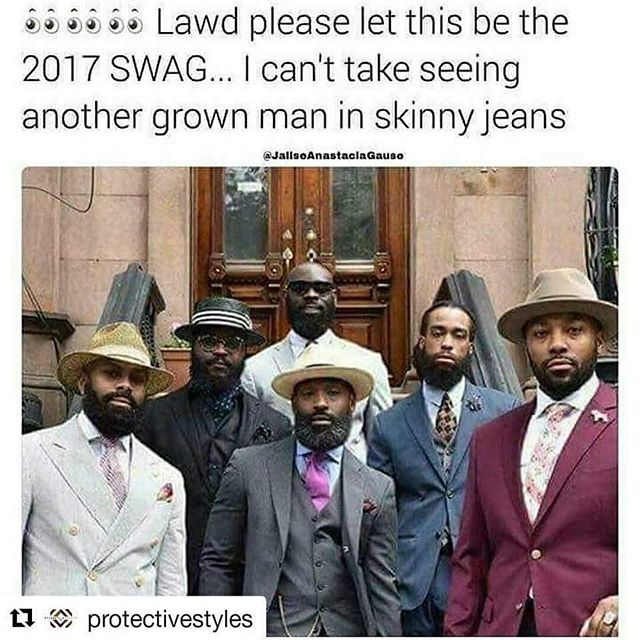 👀👀👀 Lawd please let this be the
2017 SWAG... I can't take seeing
another grown man in skinny jeans
@JaliseAnastaciaGause
protectivestyles